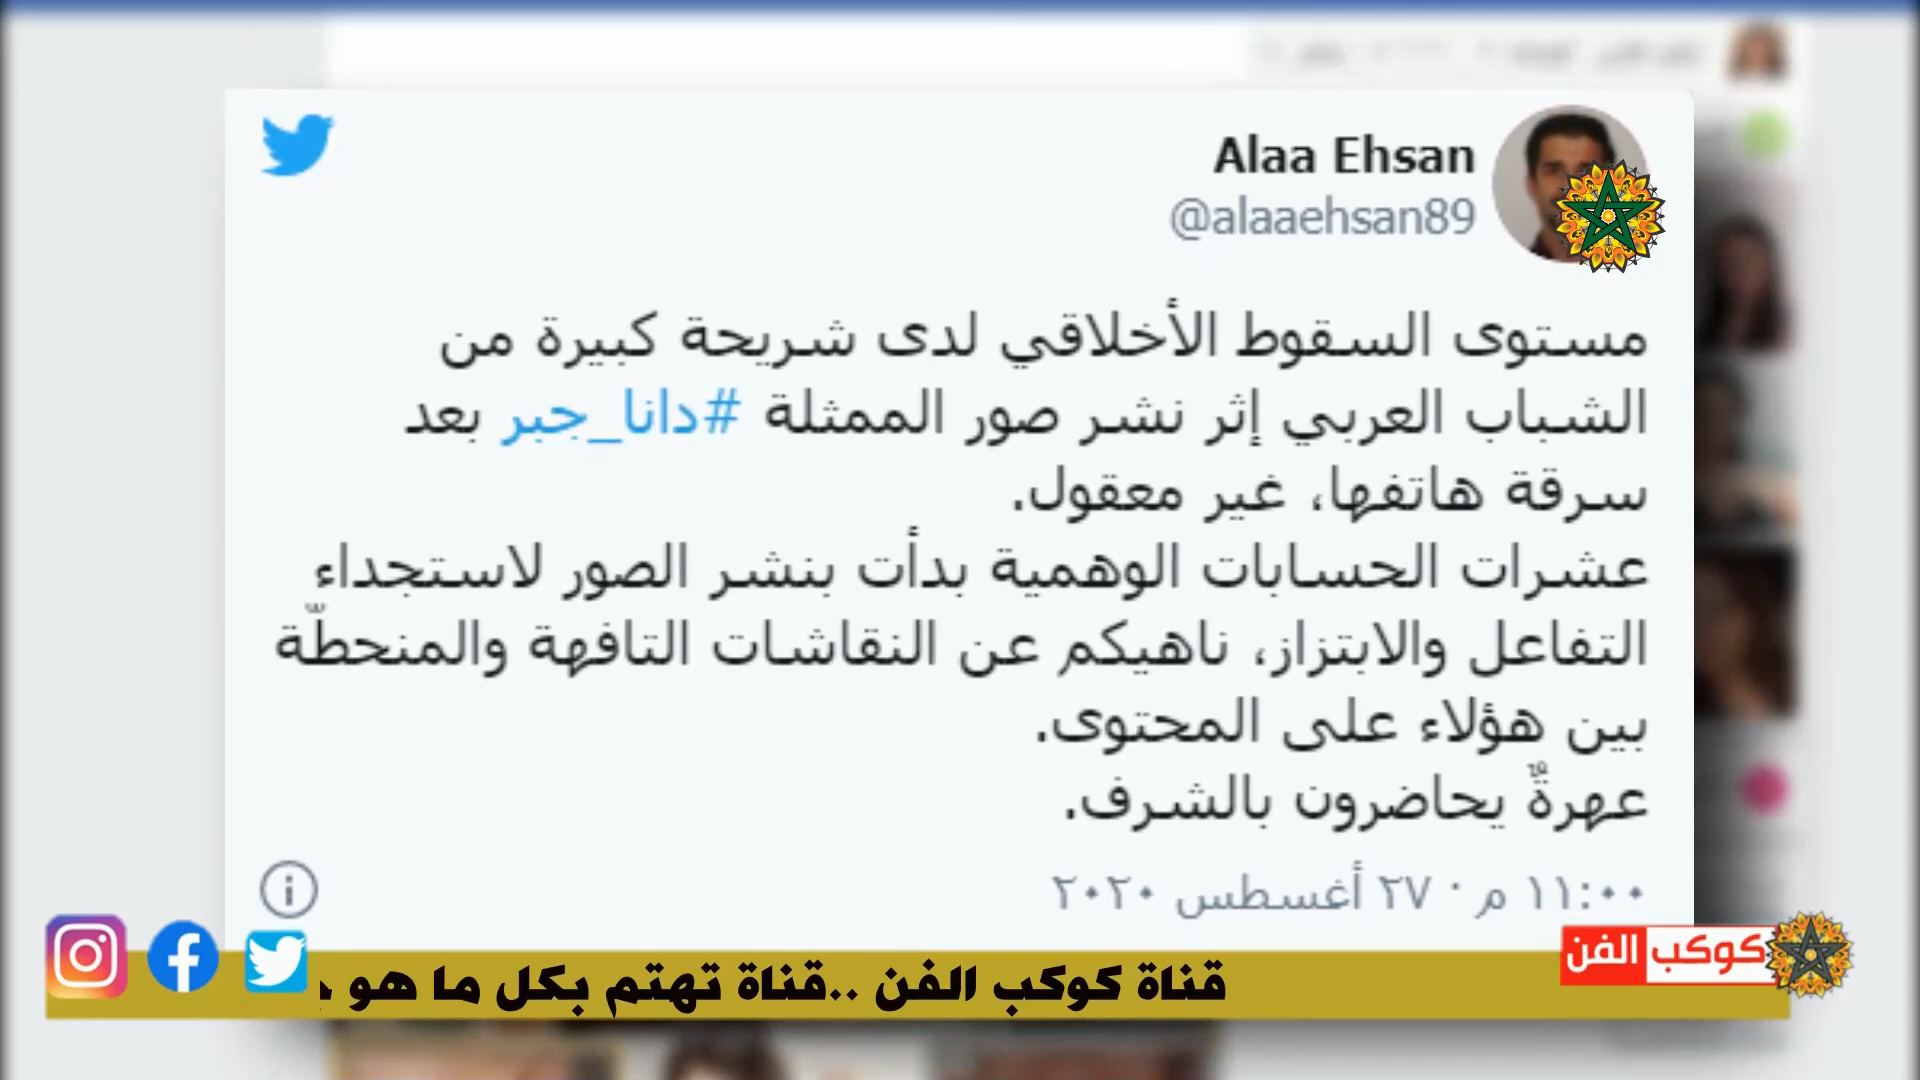 Alaa Ehsan
@alaaehsan89
مستوى السقوط الأخلاقي لدى شريحة كبيرة من
الشباب العربي إثر نشر صور الممثلة #دانا_جبر بعد
سرقة هاتفها، غير معقول.
عشرات الحسابات الوهمية بدأت بنشر الصور لاستجداء
التفاعل والابتزاز، ناهيكم عن النقاشات التافهة والمنحطّة
بين هؤلاء على المحتوى.
عهرةٌ يحاضرون بالشرف.
١١:٠٠ م · ٢٧ أغسطس ٢٠٢٠
كوكب الفن
قناة كوكب الفن ..قناة تهتم بكل ما هو